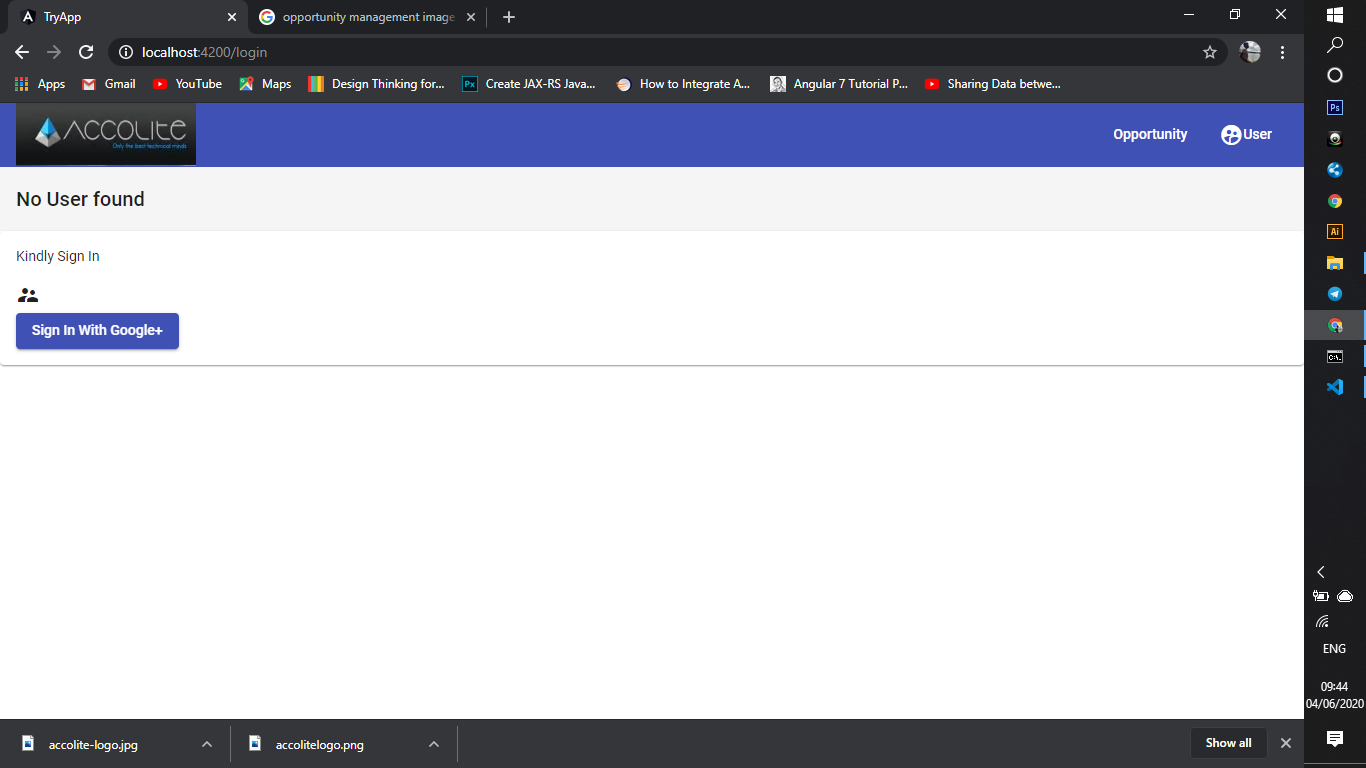 TryApp
opportunity management image
localhost:4200/login
Apps
Gmail
YouTube
Maps
Design Thinking for...
Px
Create JAX-RS Java...
How to Integrate A...
Angular 7 Tutorial P...
Sharing Data betwe...
ACCOLITE
Only the best technical minds
Opportunity
User
No User found
Kindly Sign In
Sign In With Google+
accolite-logo.jpg
accolitelogo.png
Show all
Ps
Ai
C:\.
ENG
09:44
04/06/2020